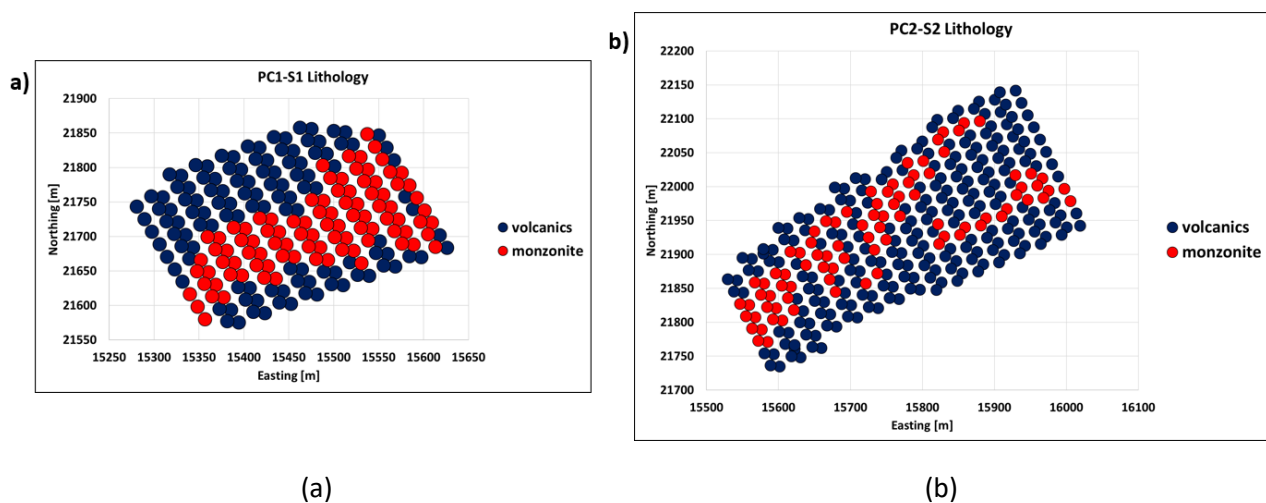 a)
PC1-S1 Lithology
Northing [m]
21900
21850
21800
21750
21700
21650
21600
21550
15250 15300 15350 15400 15450 15500 15550 15600 15650
Easting [m]
volcanics
monzonite
(a)
b)
PC2-S2 Lithology
Northing [m]
22200
22150
22100
22050
22000
21950
21900
21850
21800
21750
21700
15500 15600 15700 15800 15900 16000 16100
Easting [m]
volcanics
monzonite
(b)